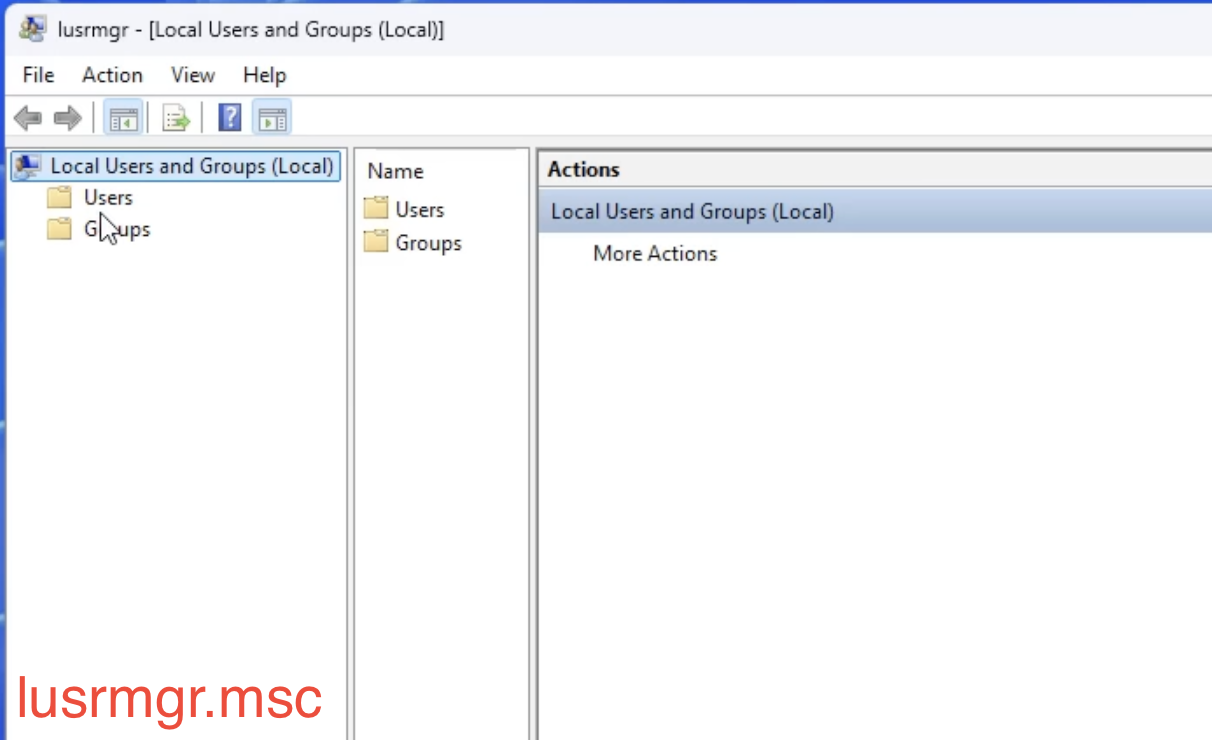 lusrmgr - [Local Users and Groups (Local)]
File Action View Help
Local Users and Groups (Local)
Users
Groups
Name
Users
Groups
Actions
Local Users and Groups (Local)
More Actions
lusrmgr.msc